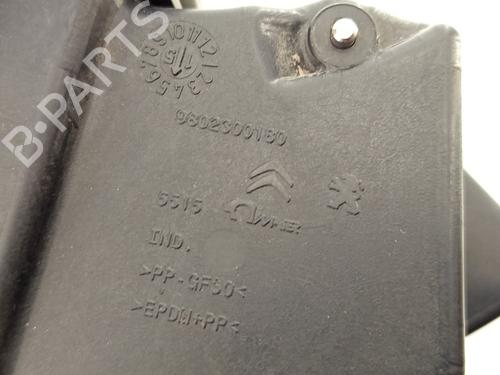 B-PARTS
9802300180
5515
IND.
>PP-GF30<
>EPDM+PP<